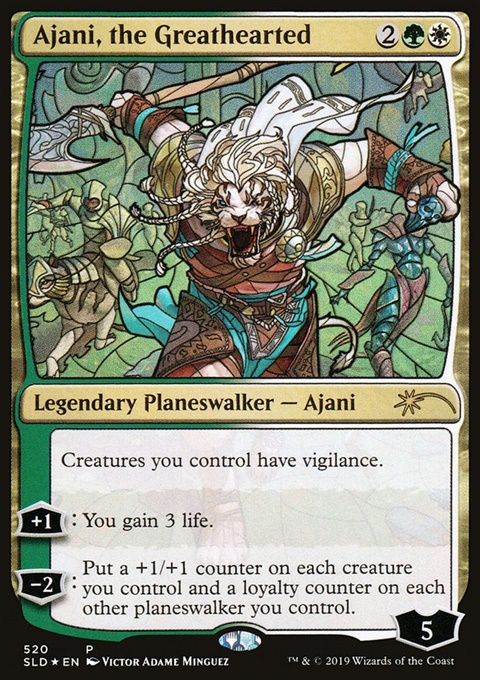 Ajani, the Greathearted 2
Legendary Planeswalker — Ajani
Creatures you control have vigilance.
+1 : You gain 3 life.
−2 : Put a +1/+1 counter on each creature
you control and a loyalty counter on each
other planeswalker you control.
5
520 P
SLD ★ EN Victor Adame Minguez
™ & © 2019 Wizards of the Coast